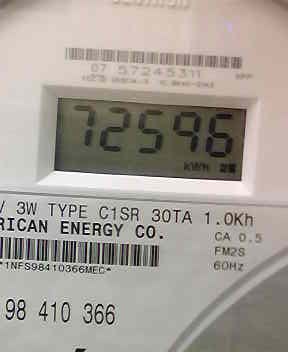 07 57245311
72596
KWH
/ 3W TYPE C1SR 30TA 1.0Kh
RICAN ENERGY CO.
CA 0.5
FM2S
60Hz
*1NFS98410366MEC*
98 410 366